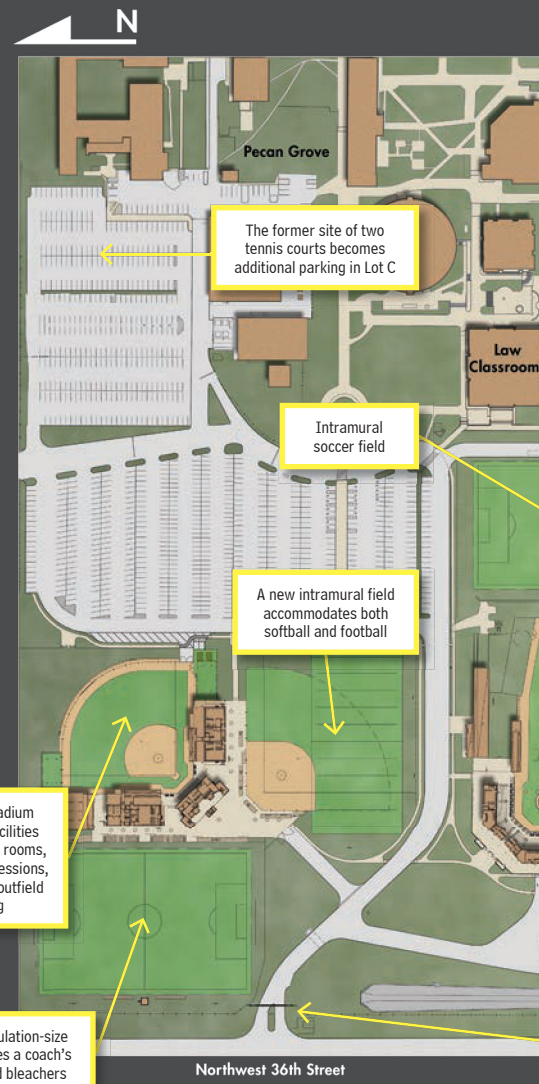 N
Pecan Grove
The former site of two
tennis courts becomes
additional parking in Lot C
Law
Classroom
Intramural
soccer field
A new intramural field
accommodates both
softball and football
adium
cilities
rooms,
essions,
outfield
g
ulation-size
es a coach's
d bleachers
Northwest 36th Street